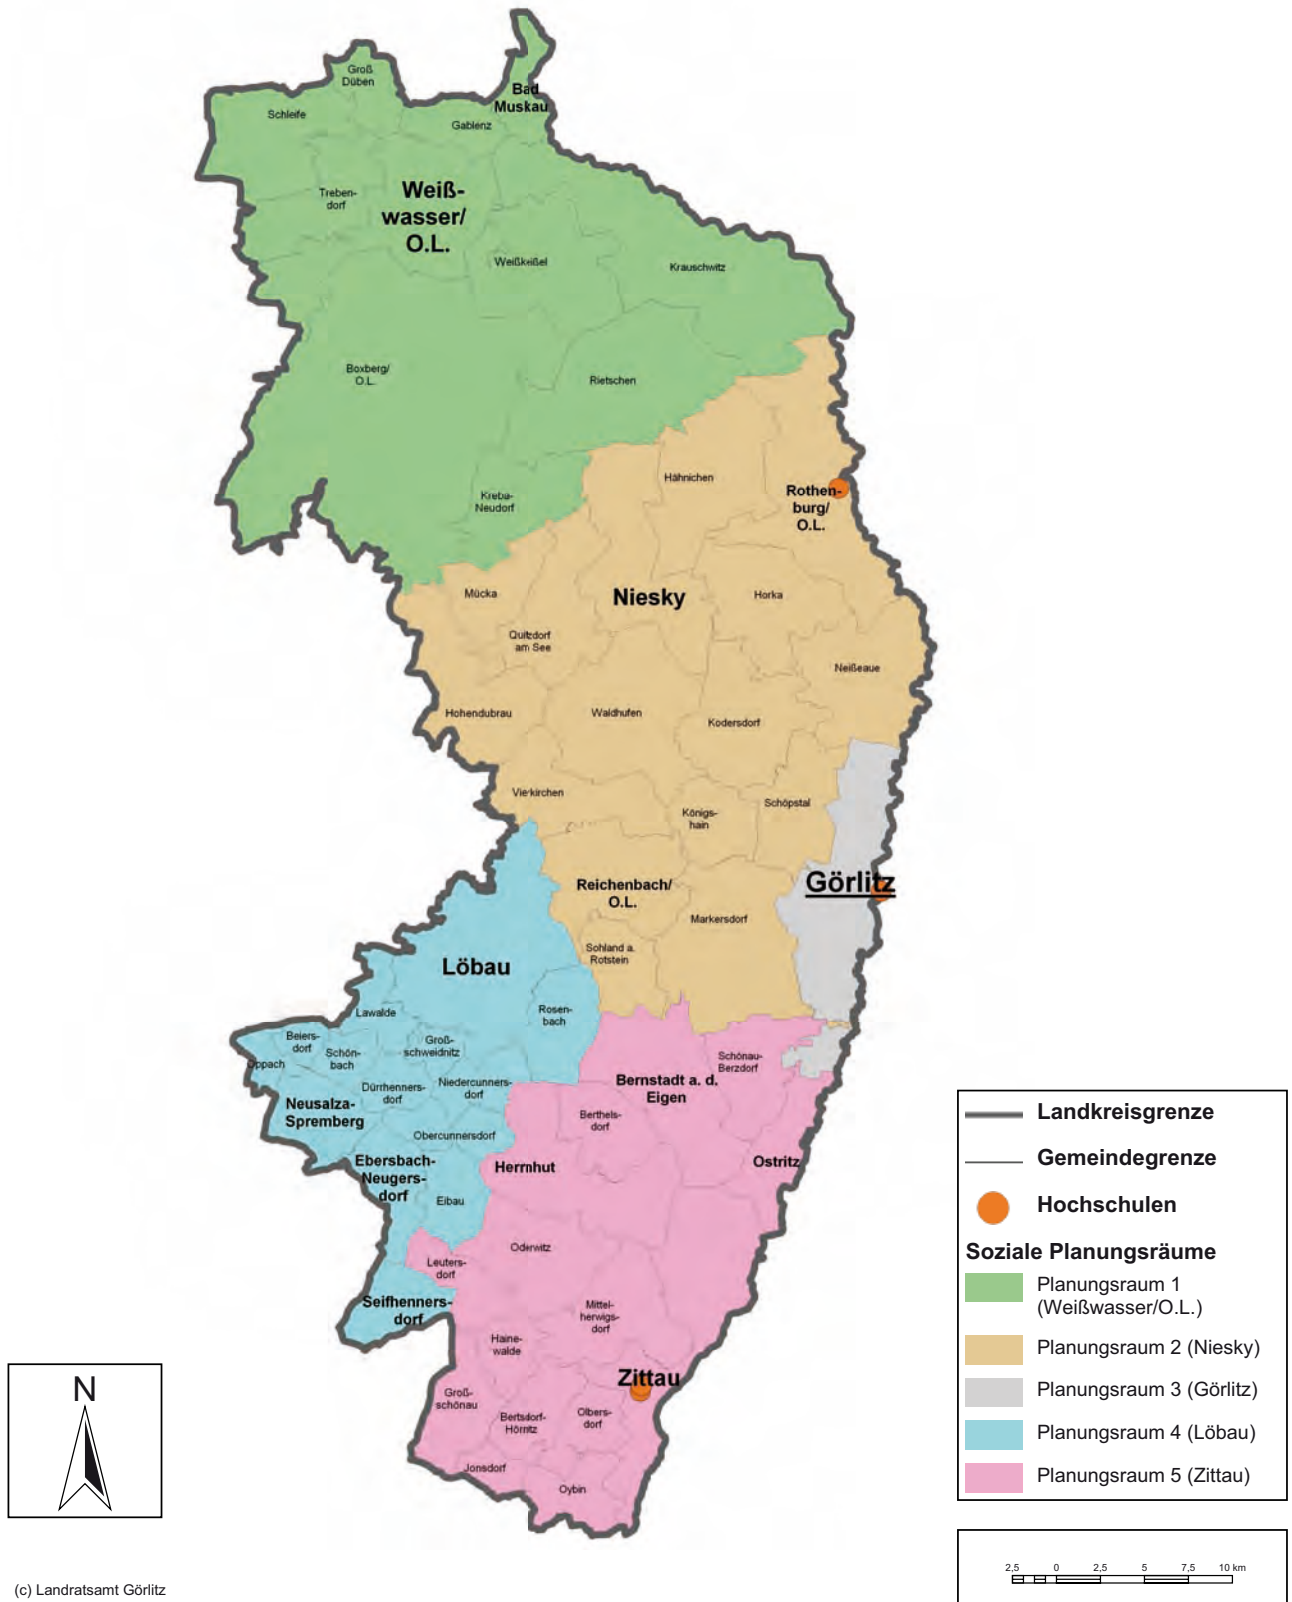 Groß
Düben
Bad
Muskau
Schleife
Gablenz
Treben-
dorf
Weiß-
wasser/
O.L.
Weißkeißel
Krauschwitz
Boxberg/
O.L.
Rietschen
Kreba-
Neudorf
Hähnichen
Rothen-
burg/
O.L.
Mücka
Niesky
Horka
Quitzdorf
am See
Neißeaue
Hohendubrau
Waldhufen
Kodersdorf
Vierkirchen
Königs-
hain
Schöpstal
Reichenbach/
O.L.
Görlitz
Markersdorf
Sohland a.
Rotstein
Löbau
Rosen-
bach
Lawalde
Beiers-
dorf
Schön-
bach
Groß-
schweidnitz
Oppach
Schönau-
Berzdorf
Dürrhenners-
dorf
Niedercunners-
dorf
Bernstadt a. d.
Eigen
Neusalza-
Spremberg
Berthels-
dorf
Obercunnersdorf
Ebersbach-
Neugers-
dorf
Herrnhut
Ostritz
Eibau
Oderwitz
Leuters-
dorf
Seifhenners-
dorf
Mittel-
herwigs-
dorf
Haine-
walde
Zittau
Groß-
schönau
Bertsdorf-
Hörnitz
Olbers-
dorf
Jonsdorf
Oybin
Landkreisgrenze
Gemeindegrenze
Hochschulen
Soziale Planungsräume
Planungsraum 1
(Weißwasser/O.L.)
Planungsraum 2 (Niesky)
Planungsraum 3 (Görlitz)
Planungsraum 4 (Löbau)
Planungsraum 5 (Zittau)
N
2,5 0 2,5 5 7,5 10 km
(c) Landratsamt Görlitz